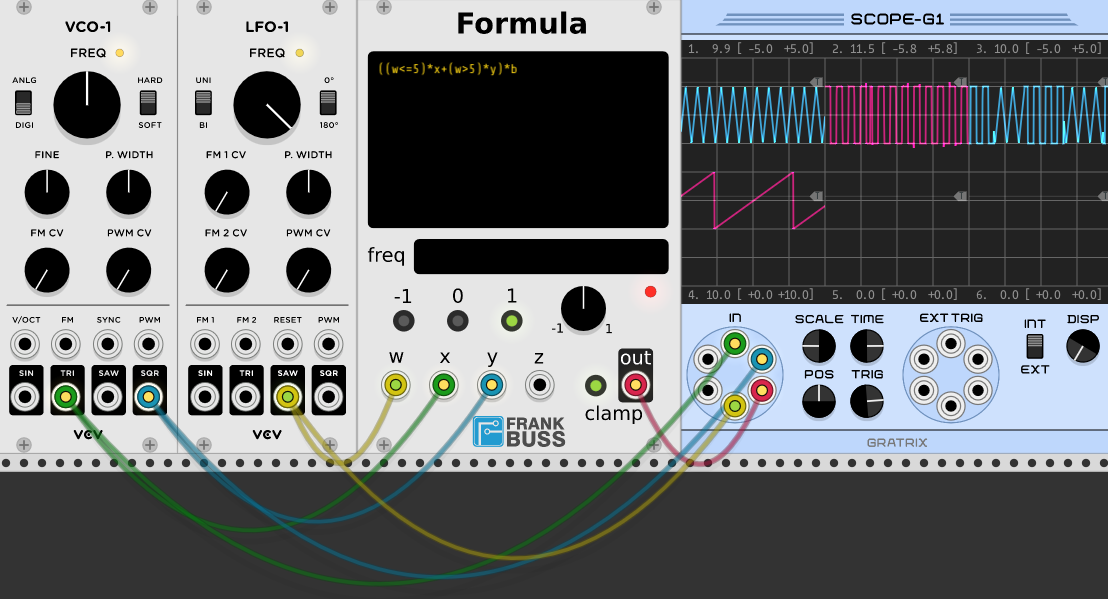 VCO-1
FREQ
ANLG
DIGI
HARD
SOFT
FINE
P. WIDTH
FM CV
PWM CV
V/OCT
FM
SYNC
PWM
SIN
TRI
SAW
SQR
VCV
LFO-1
FREQ
UNI
BI
0°
180°
FM 1 CV
P. WIDTH
FM 2 CV
PWM CV
FM 1
FM 2
RESET
PWM
SIN
TRI
SAW
SQR
VCV
Formula
((w<=5)*x+(w>5)*y)*b
freq
-1
0
1
-1
1
w
x
y
z
out
clamp
FRANK
BUSS
SCOPE-G1
1. 9.9 [ -5.0 +5.0]
2. 11.5 [ -5.8 +5.8]
3. 10.0 [ -5.0 +5.0]
T
T
T
T
4. 10.0 [ +0.0 +10.0]
5. 0.0 [ +0.0 +0.0]
6. 0.0 [ +0.0 +0.0]
IN
SCALE
TIME
POS
TRIG
EXT TRIG
INT
EXT
DISP
GRATRIX